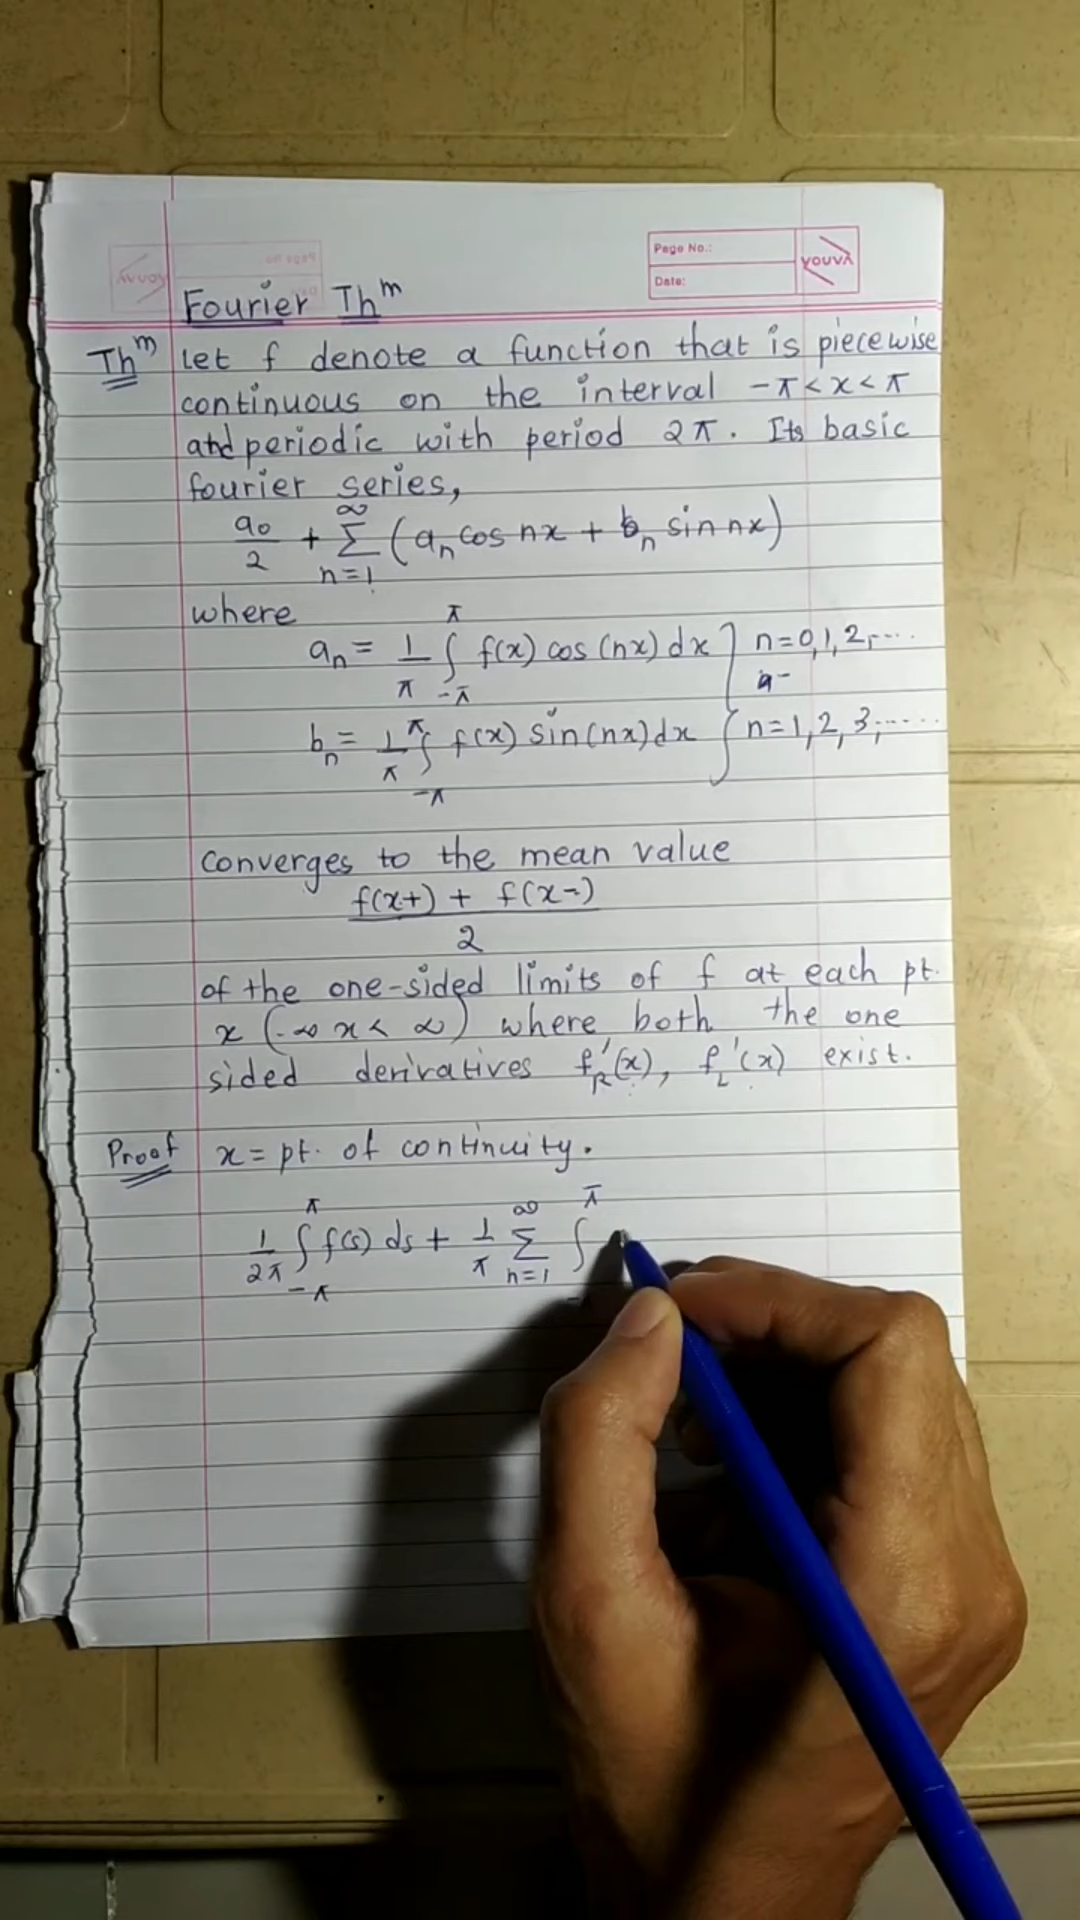 Page No.:
Date:
YOUVA
Fourier Thᵐ
Thᵐ let f denote a function that is piecewise
continuous on the interval -π < x < π
and periodic with period 2π. Its basic
fourier series,
a₀/2 + ∞ Σ n=1 (aₙ cos nx + bₙ sin nx)
where
aₙ = 1/π ∫ π -π f(x) cos (nx) dx ] n=0,1,2,....
bₙ = 1/π ∫ π -π f(x) sin(nx) dx ∫ n=1,2,3,.....
converges to the mean value
f(x+) + f(x-)
2
of the one-sided limits of f at each pt.
x (-∞ x < ∞) where both the one
sided derivatives f'R(x), f'L(x) exist.
Proof x = pt. of continuity.
1/2π ∫ π -π f(s) ds + 1/π ∞ Σ n=1 ∫ π